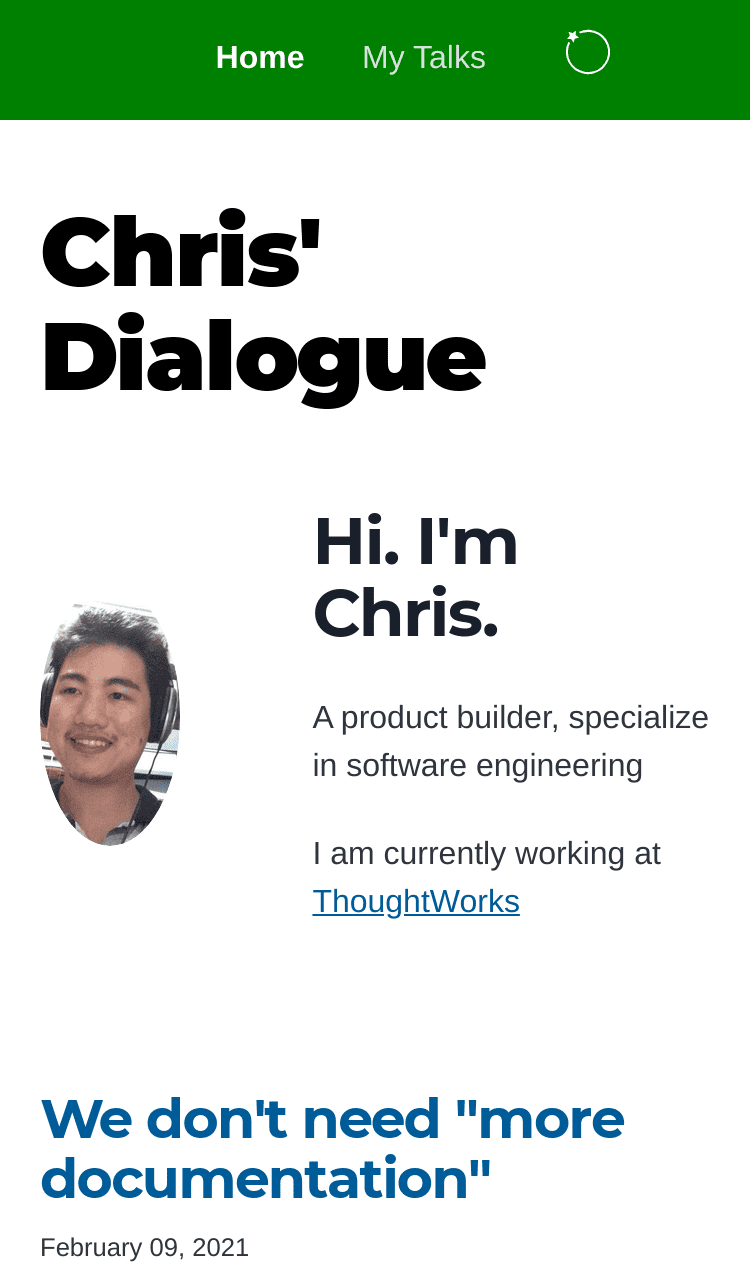 Home My Talks
Chris'
Dialogue
Hi. I'm
Chris.
A product builder, specialize
in software engineering
I am currently working at
ThoughtWorks
We don't need "more
documentation"
February 09, 2021